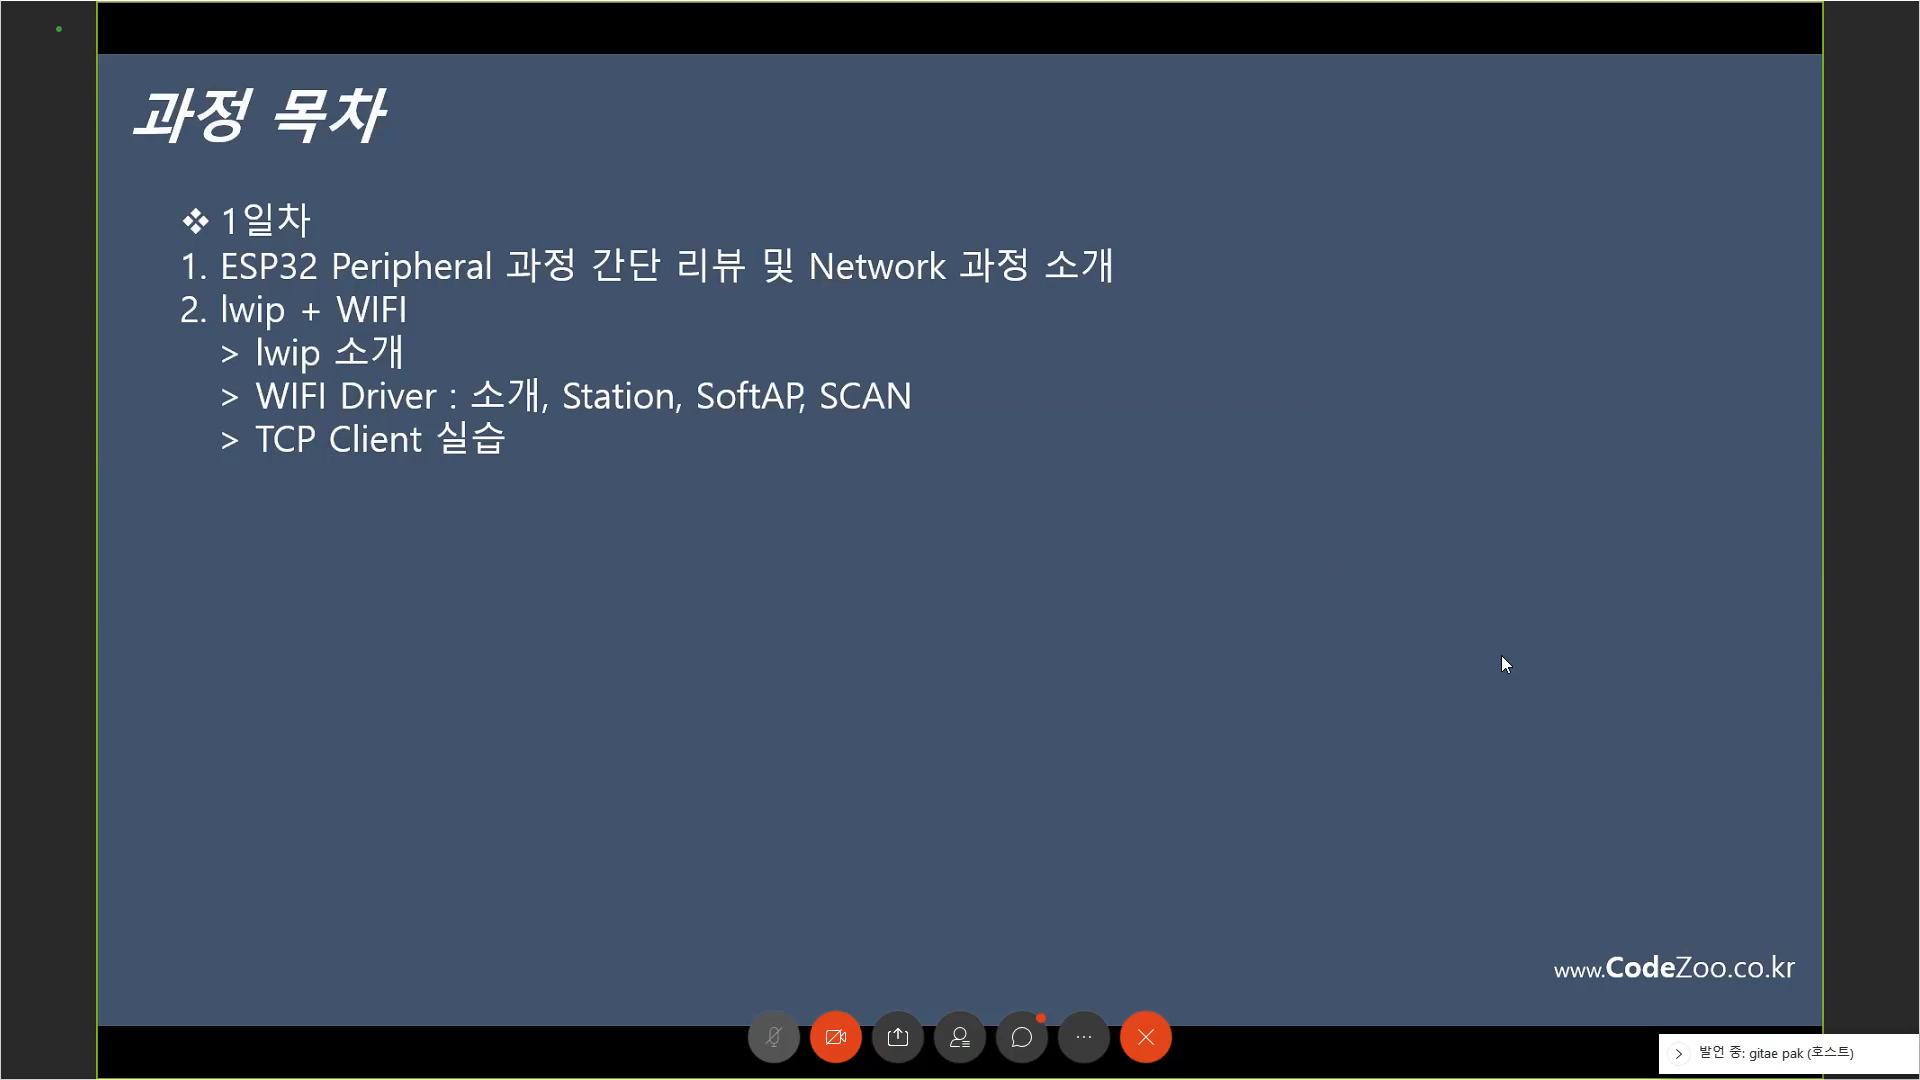 과정 목차
❖ 1일차
1. ESP32 Peripheral 과정 간단 리뷰 및 Network 과정 소개
2. lwip + WIFI
> lwip 소개
> WIFI Driver : 소개, Station, SoftAP, SCAN
> TCP Client 실습
www.CodeZoo.co.kr
발언 중: gitae pak (호스트)